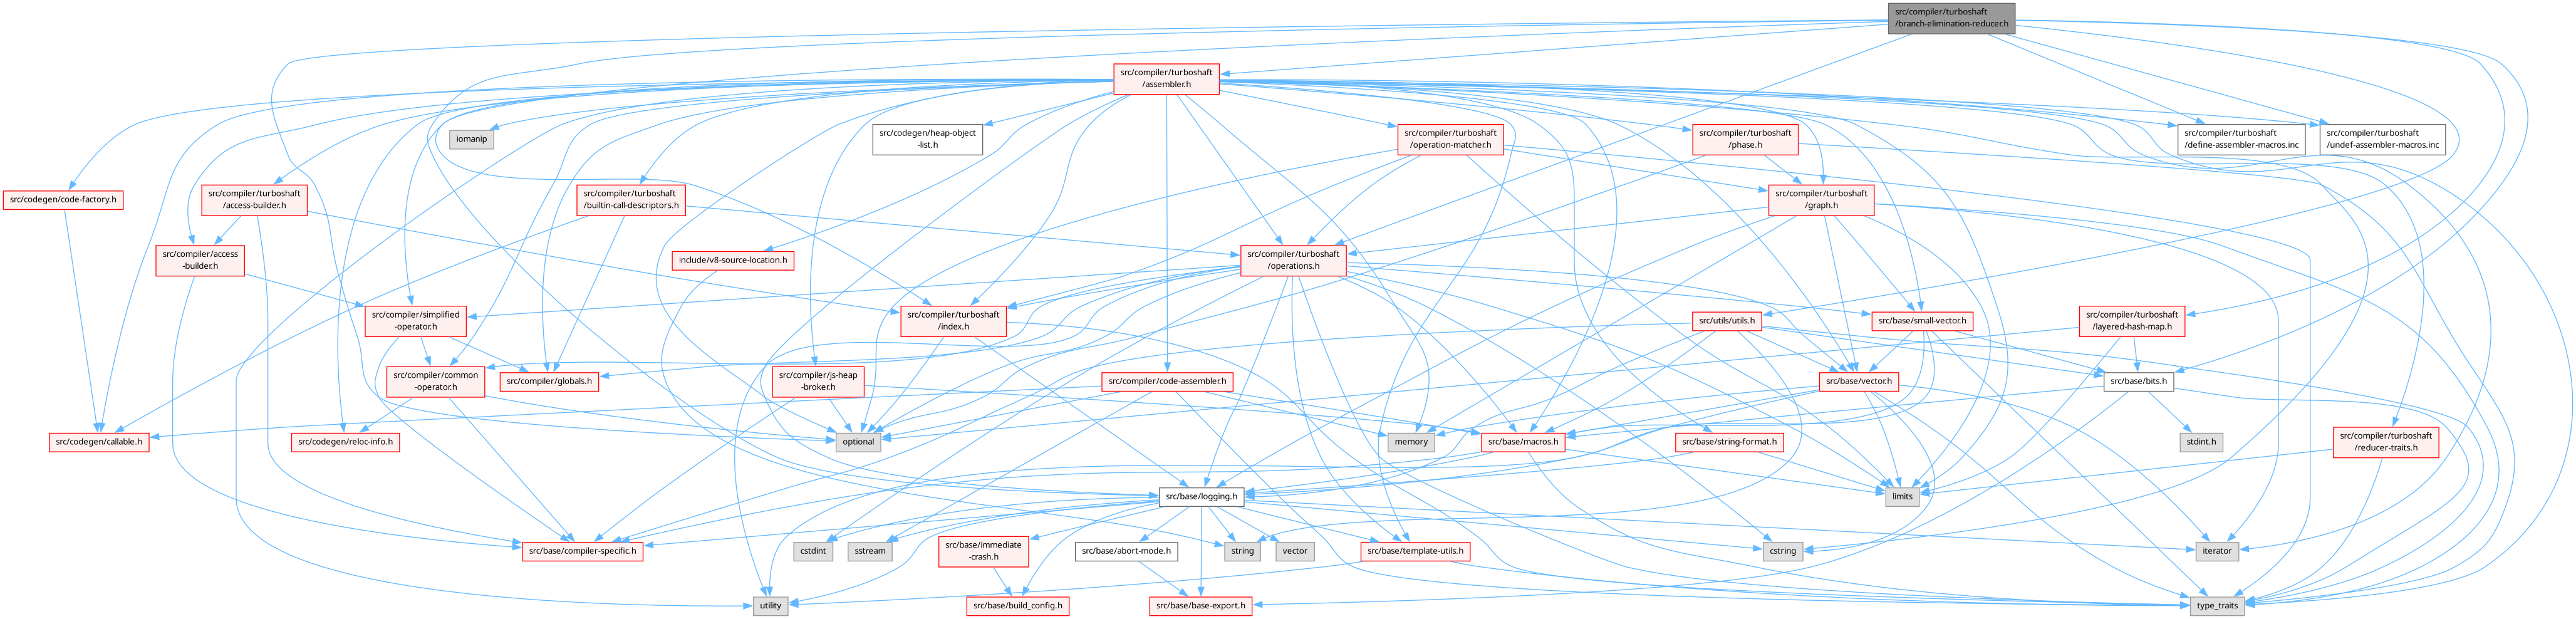 src/compiler/turboshaft
/branch-elimination-reducer.h
src/compiler/turboshaft
/assembler.h
iomanip
src/codegen/heap-object
-list.h
src/compiler/turboshaft
/operation-matcher.h
src/compiler/turboshaft
/phase.h
src/compiler/turboshaft
/define-assembler-macros.inc
src/compiler/turboshaft
/undef-assembler-macros.inc
src/codegen/code-factory.h
src/compiler/turboshaft
/access-builder.h
src/compiler/turboshaft
/builtin-call-descriptors.h
src/compiler/turboshaft
/graph.h
src/compiler/access
-builder.h
include/v8-source-location.h
src/compiler/turboshaft
/operations.h
src/compiler/simplified
-operator.h
src/compiler/turboshaft
/index.h
src/utils/utils.h
src/base/small-vector.h
src/compiler/turboshaft
/layered-hash-map.h
src/compiler/common
-operator.h
src/compiler/globals.h
src/compiler/js-heap
-broker.h
src/compiler/code-assembler.h
src/base/vector.h
src/base/bits.h
src/codegen/callable.h
src/codegen/reloc-info.h
optional
memory
src/base/macros.h
src/base/string-format.h
stdint.h
src/compiler/turboshaft
/reducer-traits.h
src/base/logging.h
limits
src/base/compiler-specific.h
cstdint
sstream
src/base/immediate
-crash.h
src/base/abort-mode.h
string
vector
src/base/template-utils.h
cstring
iterator
utility
src/base/build_config.h
src/base/base-export.h
type_traits